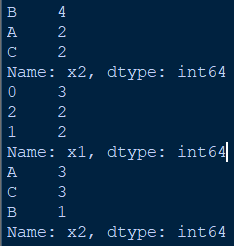 B    4
A    2
C    2
Name: x2, dtype: int64
0    3
2    2
1    2
Name: x1, dtype: int64
A    3
C    3
B    1
Name: x2, dtype: int64